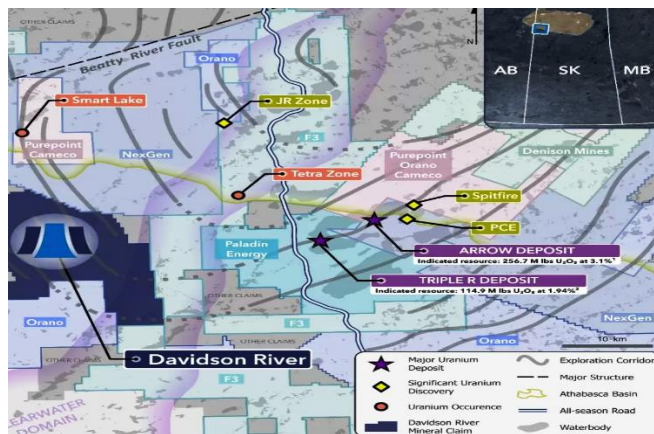 Beatty River Fault
Orano
N
AB
SK
MB
Smart Lake
JR Zone
Purepoint
Cameco
NexGen
F3
Purepoint
Orano
Cameco
Denison Mines
Tetra Zone
Spitfire
PCE
Paladin
Energy
ARROW DEPOSIT
Indicated resource: 256.7 M lbs U₃O₈ at 3.1%¹
TRIPLE R DEPOSIT
Indicated resource: 114.9 M lbs U₃O₈ at 1.94%²
OTHER CLAIMS
Orano
OTHER CLAIMS
F3
OTHER CLAIMS
NexGen
10 km
Orano
Davidson River
F3
CLEARWATER
DOMAIN
Major Uranium
Deposit
Significant Uranium
Discovery
Uranium Occurence
Davidson River
Mineral Claim
Exploration Corridor
Major Structure
Athabasca Basin
All-season Road
Waterbody